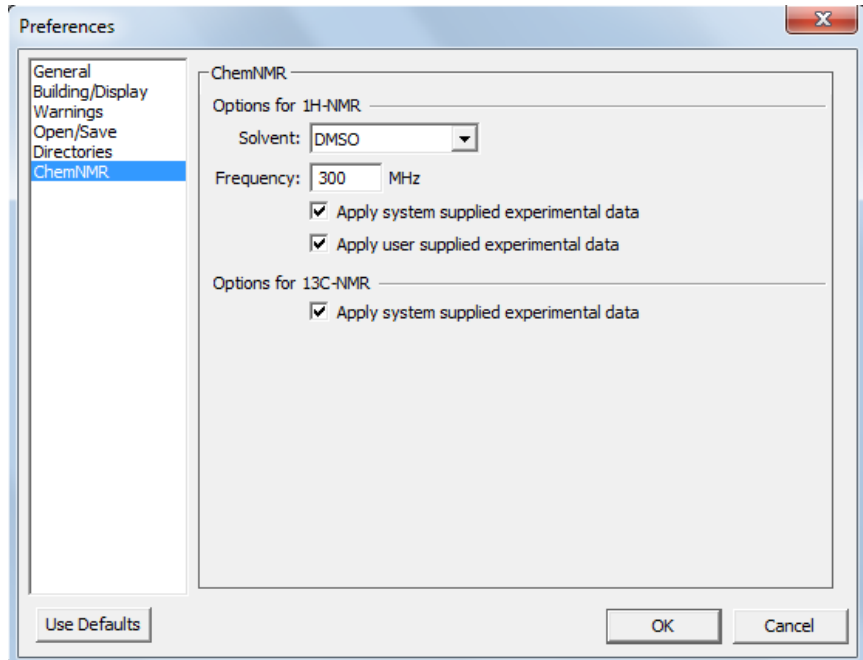 Preferences
General
Building/Display
Warnings
Open/Save
Directories
ChemNMR
ChemNMR
Options for 1H-NMR
Solvent: DMSO
Frequency: 300 MHz
Apply system supplied experimental data
Apply user supplied experimental data
Options for 13C-NMR
Apply system supplied experimental data
Use Defaults OK Cancel